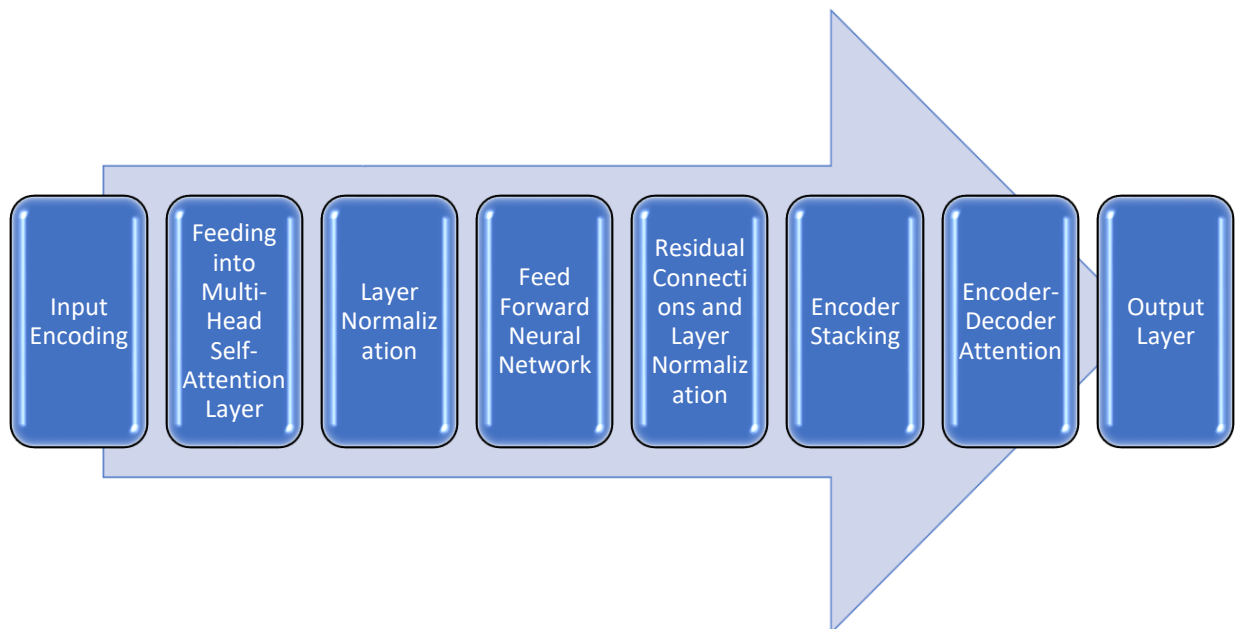 Input
Encoding
Feeding
into
Multi-
Head
Self-
Attention
Layer
Layer
Normaliz
ation
Feed
Forward
Neural
Network
Residual
Connecti
ons and
Layer
Normaliz
ation
Encoder
Stacking
Encoder-
Decoder
Attention
Output
Layer